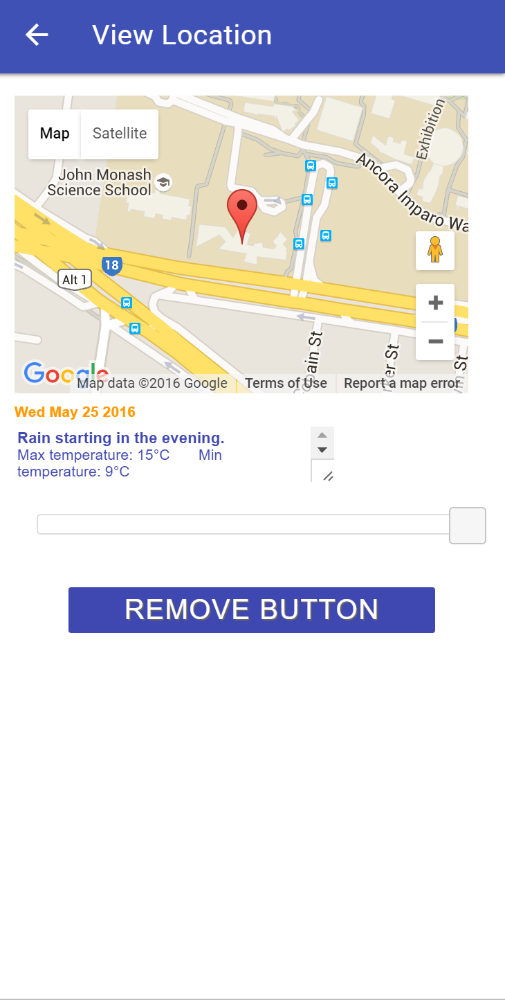 View Location
Map
Satellite
John Monash
Science School
Exhibition
Ancora Imparo Wa
18
Alt 1
ain St
er St
St
Google
Map data ©2016 Google
Terms of Use
Report a map error
Wed May 25 2016
Rain starting in the evening.
Max temperature: 15°C Min
temperature: 9°C
REMOVE BUTTON